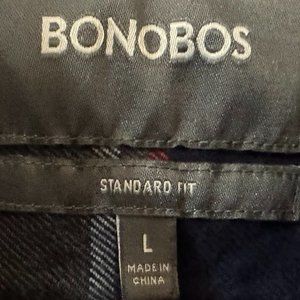 BONOBOS
STANDARD FIT
L
MADE IN
CHINA